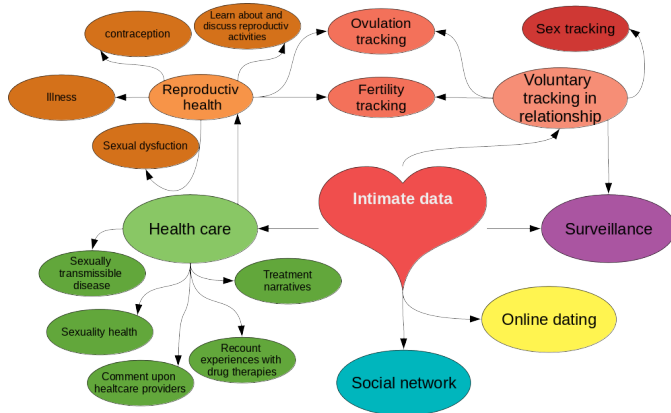 contraception
Learn about and
discuss reproductiv
activities
Ovulation
tracking
Sex tracking
Illness
Reproductiv
health
Fertility
tracking
Voluntary
tracking in
relationship
Sexual dysfuction
Intimate data
Health care
Surveillance
Sexually
transmissible
disease
Treatment
narratives
Sexuality health
Online dating
Recount
experiences with
drug therapies
Comment upon
healtcare providers
Social network